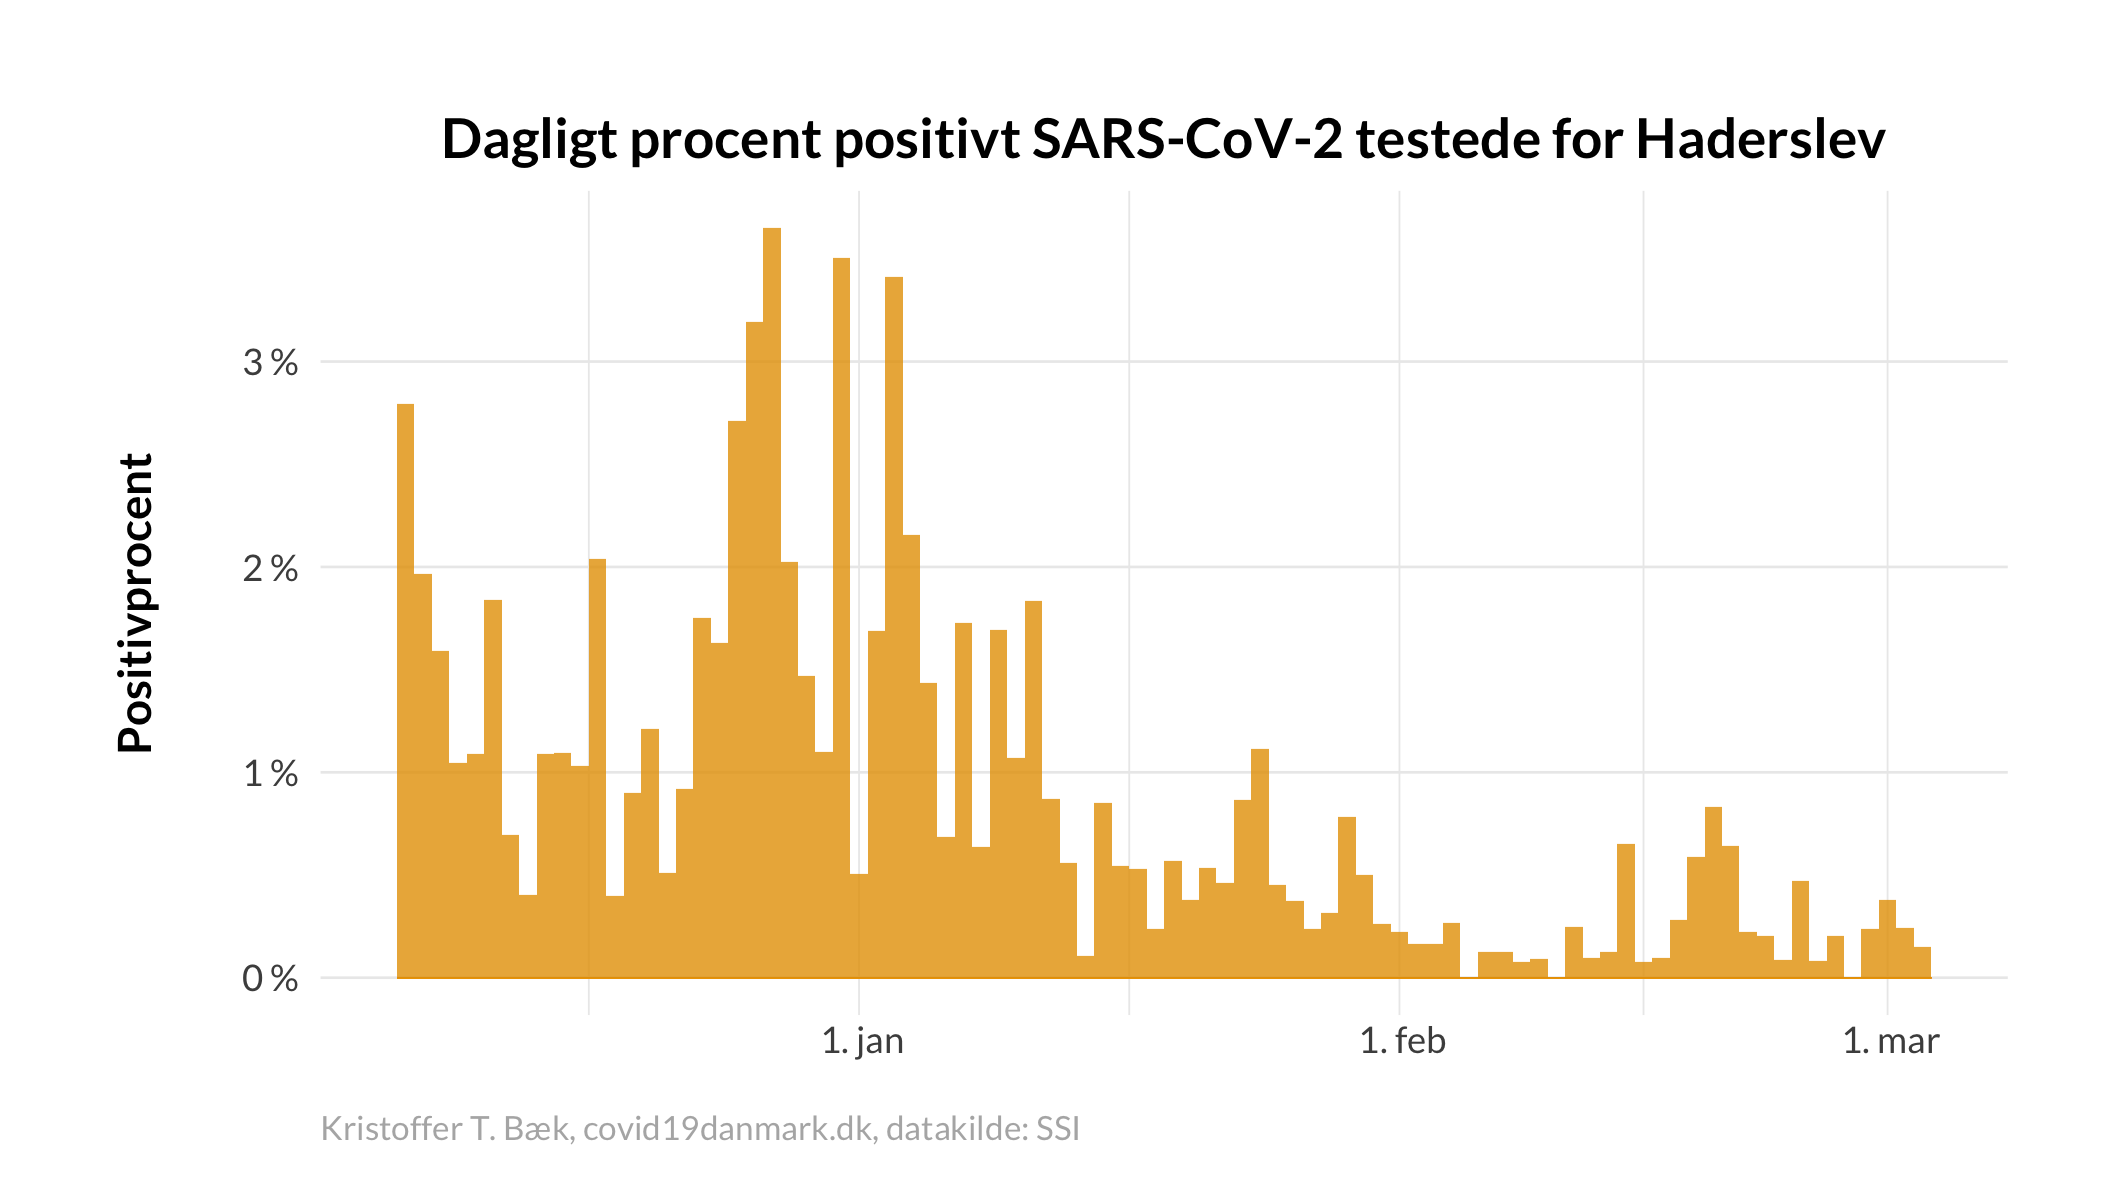 Dagligt procent positivt SARS-CoV-2 testede for Haderslev
Positivprocent
3 %
2 %
1 %
0 %
1. jan
1. feb
1. mar
Kristoffer T. Bæk, covid19danmark.dk, datakilde: SSI